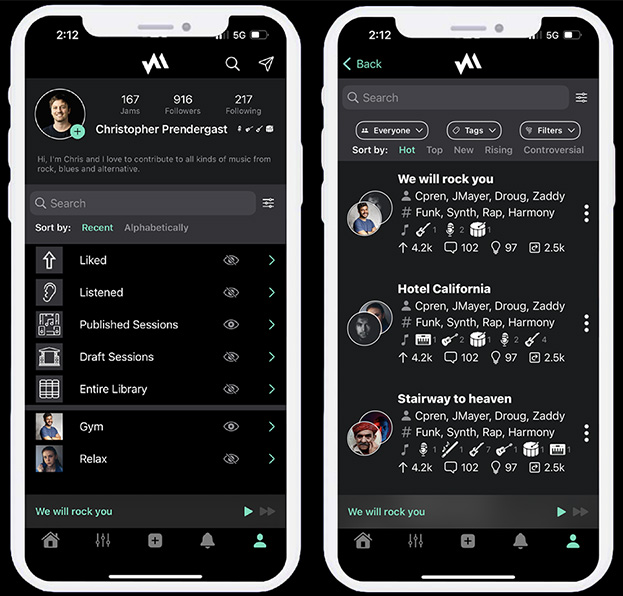 2:12
5G
167
916
217
Jams
Followers
Following
Christopher Prendergast
Hi, I'm Chris and I love to contribute to all kinds of music from
rock, blues and alternative.
Search
Sort by: Recent Alphabetically
Liked
Listened
Published Sessions
Draft Sessions
Entire Library
Gym
Relax
We will rock you
2:12
5G
Back
Search
Everyone Tags Filters
Sort by: Hot Top New Rising Controversial
We will rock you
Cpren, JMayer, Droug, Zaddy
# Funk, Synth, Rap, Harmony
1 2 1
4.2k 102 97 2.5k
Hotel California
Cpren, JMayer, Droug, Zaddy
# Funk, Synth, Rap, Harmony
1 2 1 2 4
4.2k 102 97 2.5k
Stairway to heaven
Cpren, JMayer, Droug, Zaddy
# Funk, Synth, Rap, Harmony
1 1 7 2 1 1
4.2k 102 97 2.5k
We will rock you